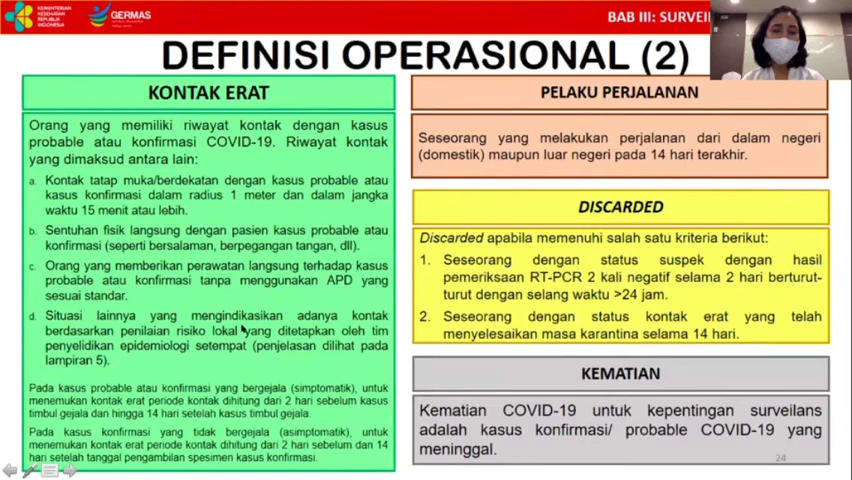 KEMENTERIAN
KESEHATAN
REPUBLIK
INDONESIA
GERMAS
BAB III: SURVEI
DEFINISI OPERASIONAL (2)
KONTAK ERAT
Orang yang memiliki riwayat kontak dengan kasus
probable atau konfirmasi COVID-19. Riwayat kontak
yang dimaksud antara lain:
a. Kontak tatap muka/berdekatan dengan kasus probable atau
kasus konfirmasi dalam radius 1 meter dan dalam jangka
waktu 15 menit atau lebih.
b. Sentuhan fisik langsung dengan pasien kasus probable atau
konfirmasi (seperti bersalaman, berpegangan tangan, dll).
c. Orang yang memberikan perawatan langsung terhadap kasus
probable atau konfirmasi tanpa menggunakan APD yang
sesuai standar.
d. Situasi lainnya yang mengindikasikan adanya kontak
berdasarkan penilaian risiko lokal yang ditetapkan oleh tim
penyelidikan epidemiologi setempat (penjelasan dilihat pada
lampiran 5).
Pada kasus probable atau konfirmasi yang bergejala (simptomatik), untuk
menemukan kontak erat periode kontak dihitung dari 2 hari sebelum kasus
timbul gejala dan hingga 14 hari setelah kasus timbul gejala.
Pada kasus konfirmasi yang tidak bergejala (asimptomatik), untuk
menemukan kontak erat periode kontak dihitung dari 2 hari sebelum dan 14
hari setelah tanggal pengambilan spesimen kasus konfirmasi.
PELAKU PERJALANAN
Seseorang yang melakukan perjalanan dari dalam negeri
(domestik) maupun luar negeri pada 14 hari terakhir.
DISCARDED
Discarded apabila memenuhi salah satu kriteria berikut:
1. Seseorang dengan status suspek dengan hasil
pemeriksaan RT-PCR 2 kali negatif selama 2 hari berturut-
turut dengan selang waktu >24 jam.
2. Seseorang dengan status kontak erat yang telah
menyelesaikan masa karantina selama 14 hari.
KEMATIAN
Kematian COVID-19 untuk kepentingan surveilans
adalah kasus konfirmasi/ probable COVID-19 yang
meninggal.
24